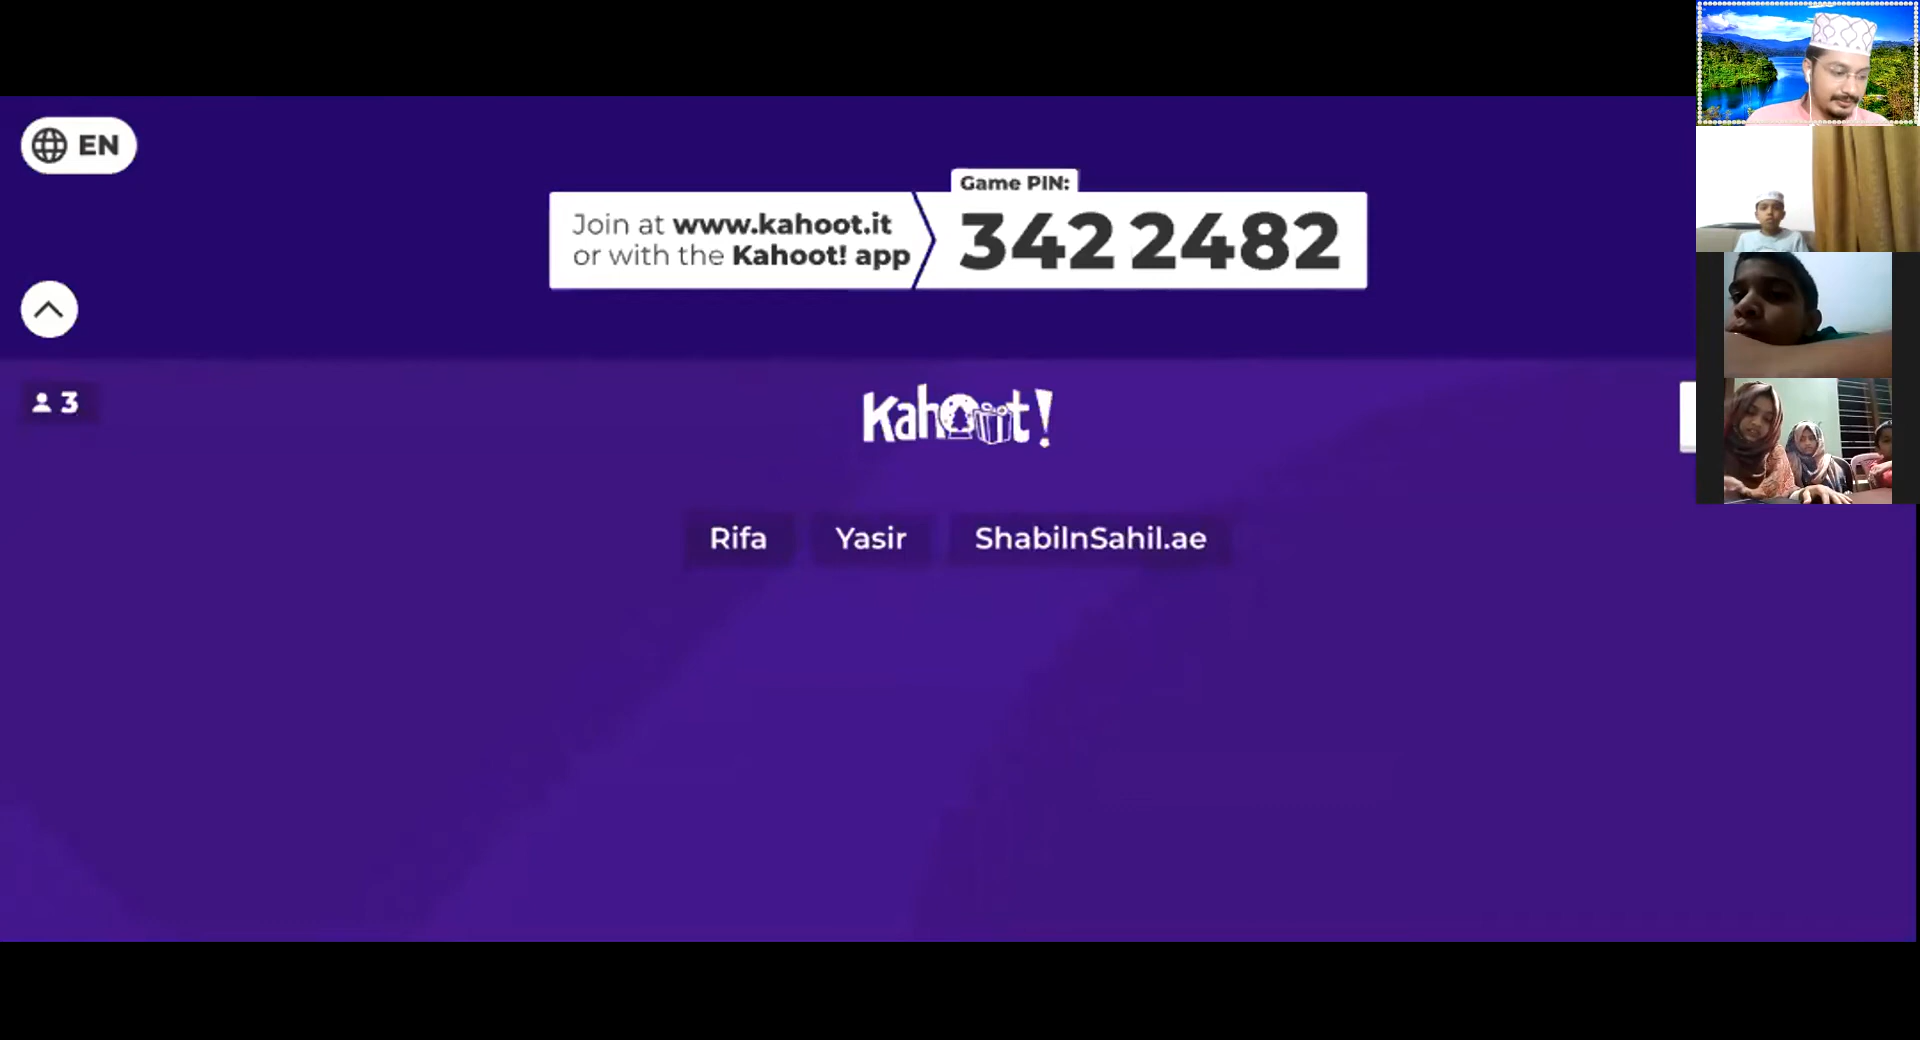 EN
Game PIN:
Join at www.kahoot.it
or with the Kahoot! app
342 2482
3
Kahoot!
Rifa
Yasir
ShabilnSahil.ae